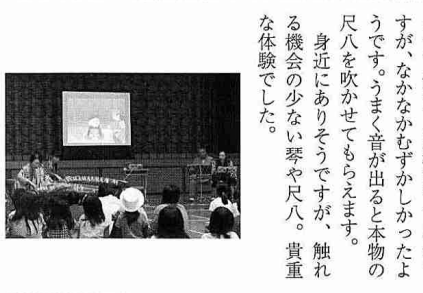 すが、なかなかむずかしかったよ
うです。うまく音が出ると本物の
尺八を吹かせてもらえます。
身近にありそうですが、触れ
る機会の少ない琴や尺八。貴重
な体験でした。